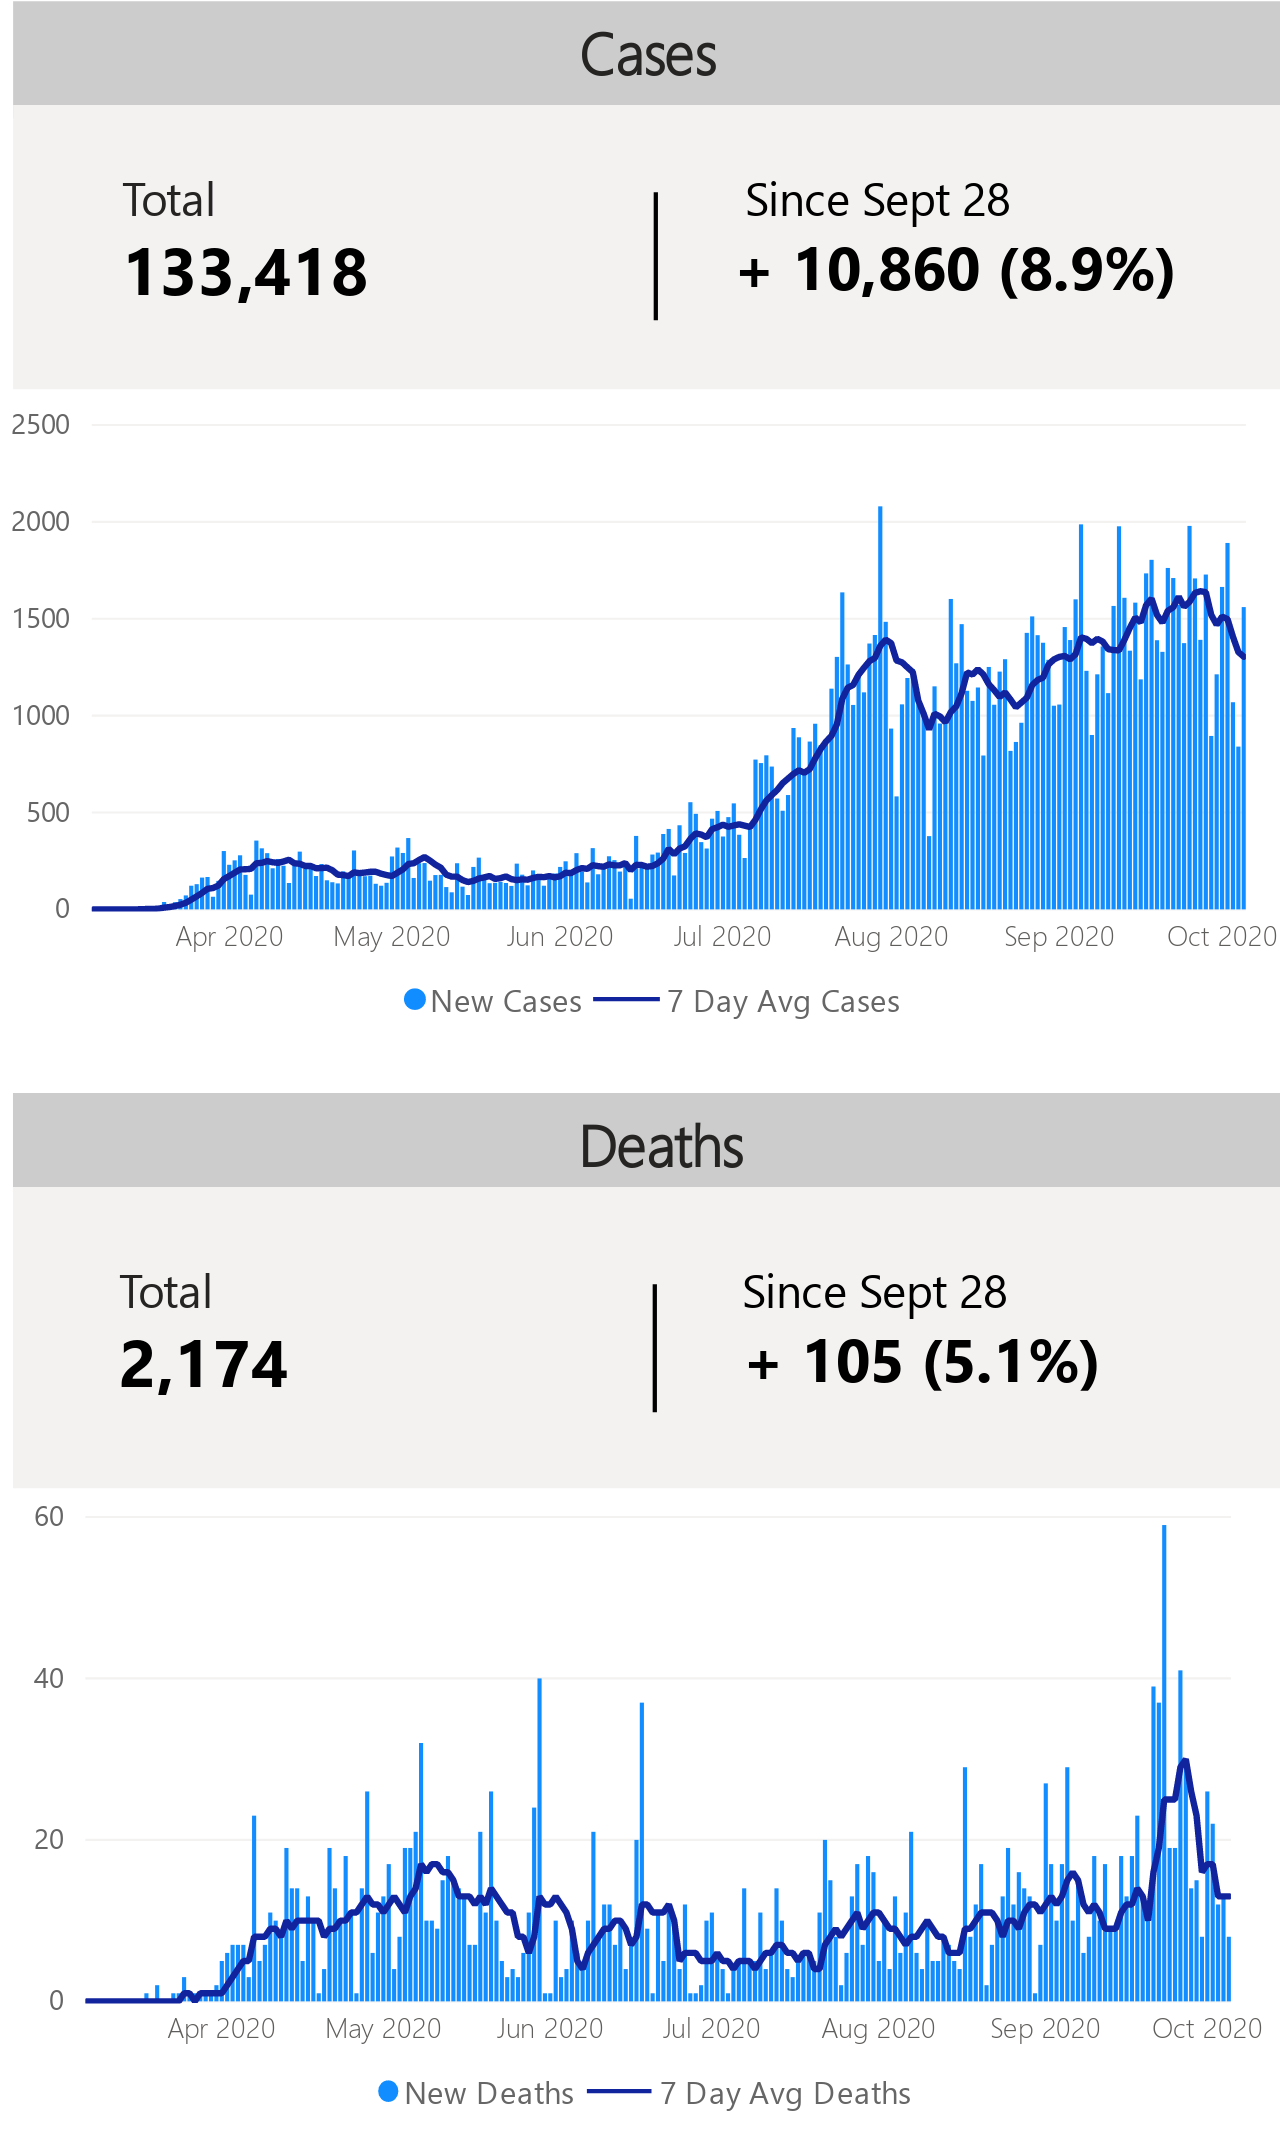 Cases
Total
Since Sept 28
133,418
+ 10,860 (8.9%)
2500
2000
1500
1000
500
0
Apr 2020 May 2020 Jun 2020 Jul 2020 Aug 2020 Sep 2020 Oct 2020
New Cases 7 Day Avg Cases
Deaths
Total
Since Sept 28
2,174
+ 105 (5.1%)
60
40
20
0
Apr 2020 May 2020 Jun 2020 Jul 2020 Aug 2020 Sep 2020 Oct 2020
New Deaths 7 Day Avg Deaths